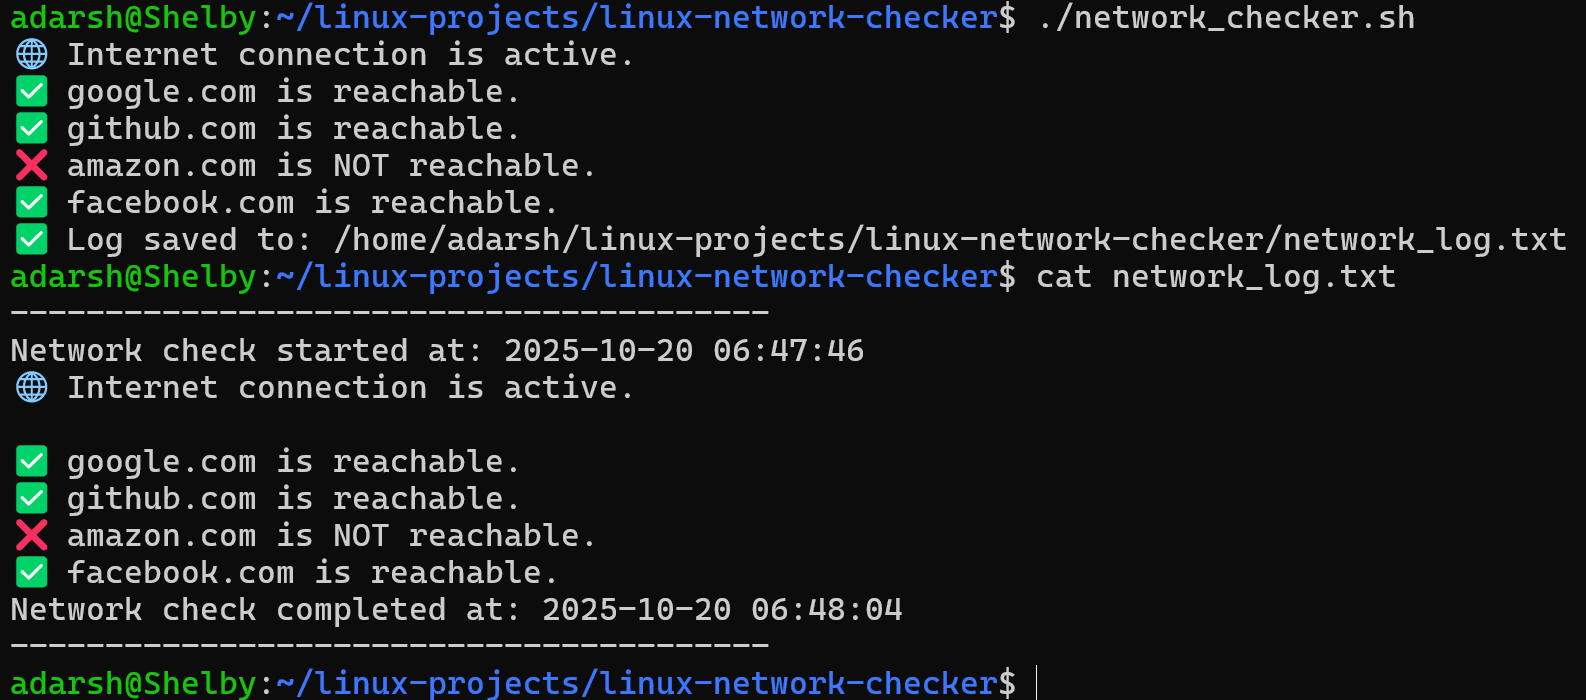 adarsh@Shelby:~/linux-projects/linux-network-checker$ ./network_checker.sh
🌐 Internet connection is active.
✅ google.com is reachable.
✅ github.com is reachable.
❌ amazon.com is NOT reachable.
✅ facebook.com is reachable.
✅ Log saved to: /home/adarsh/linux-projects/linux-network-checker/network_log.txt
adarsh@Shelby:~/linux-projects/linux-network-checker$ cat network_log.txt
----------------------------------------
Network check started at: 2025-10-20 06:47:46
🌐 Internet connection is active.

✅ google.com is reachable.
✅ github.com is reachable.
❌ amazon.com is NOT reachable.
✅ facebook.com is reachable.
Network check completed at: 2025-10-20 06:48:04
----------------------------------------
adarsh@Shelby:~/linux-projects/linux-network-checker$